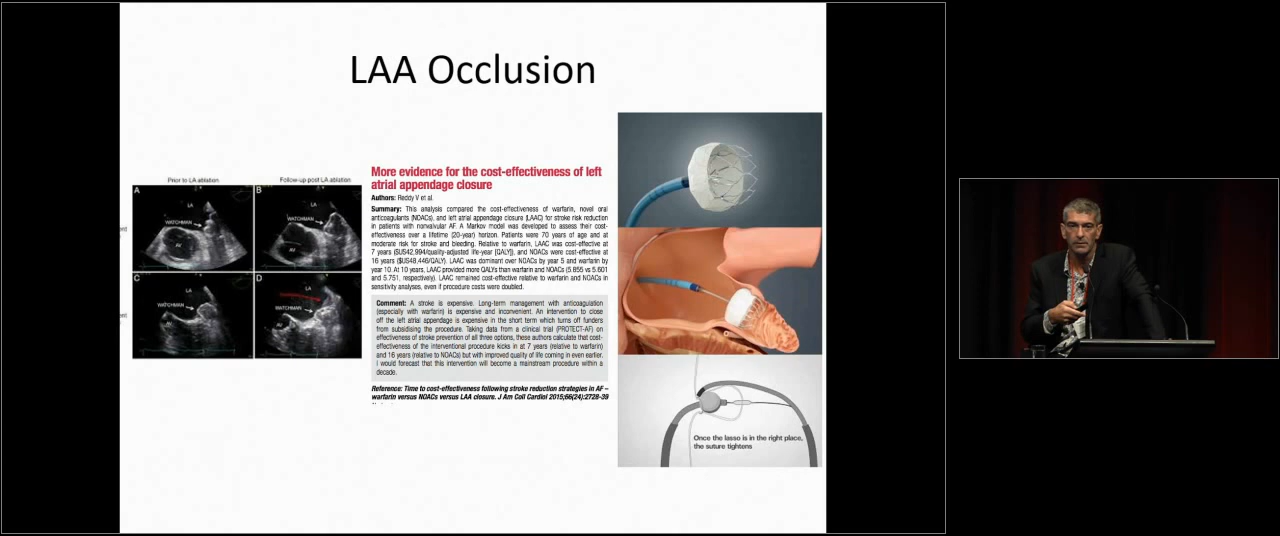 LAA Occlusion
Prior to LA ablation
Follow-up post LA ablation
A
LA
WATCHMAN
AV
B
LA
WATCHMAN
AV
C
WATCHMAN
AV
D
LA
WATCHMAN
AV
More evidence for the cost-effectiveness of left
atrial appendage closure
Authors: Reddy V et al.
Summary: This analysis compared the cost-effectiveness of warfarin, novel oral
anticoagulants (NOACs), and left atrial appendage closure (LAAC) for stroke risk reduction
in patients with nonvalvular AF. A Markov model was developed to assess their cost-
effectiveness over a lifetime (20-year) horizon. Patients were 70 years of age and at
moderate risk for stroke and bleeding. Relative to warfarin, LAAC was cost-effective at
7 years ($US42,994/quality-adjusted life-year [QALY]), and NOACs were cost-effective at
16 years ($US48,446/QALY). LAAC was dominant over NOACs by year 5 and warfarin by
year 10. At 10 years, LAAC provided more QALYs than warfarin and NOACs (5.855 vs 5.601
and 5.751, respectively). LAAC remained cost-effective relative to warfarin and NOACs in
sensitivity analyses, even if procedure costs were doubled.
Comment: A stroke is expensive. Long-term management with anticoagulation
(especially with warfarin) is expensive and inconvenient. An intervention to close
off the left atrial appendage is expensive in the short term which turns off funders
from subsidising the procedure. Taking data from a clinical trial (PROTECT-AF) on
effectiveness of stroke prevention of all three options, these authors calculate that cost-
effectiveness of the interventional procedure kicks in at 7 years (relative to warfarin)
and 16 years (relative to NOACs) but with improved quality of life coming in even earlier.
I would forecast that this intervention will become a mainstream procedure within a
decade.
Reference: Time to cost-effectiveness following stroke reduction strategies in AF –
warfarin versus NOACs versus LAA closure. J Am Coll Cardiol 2015;66(24):2728-39
Once the lasso is in the right place,
the suture tightens